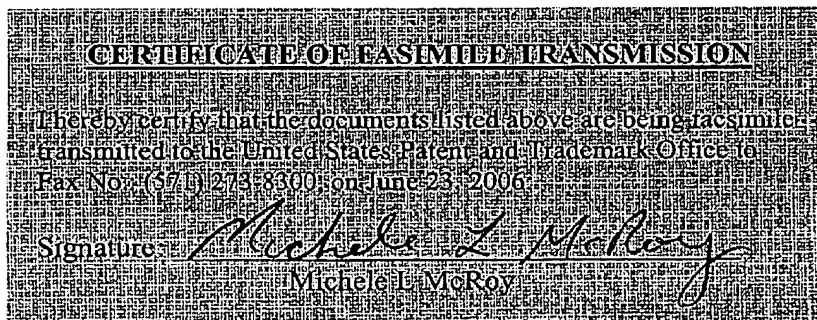 CERTIFICATE OF FASIMILE TRANSMISSION
I hereby certify that the documents listed above are being facsimile
transmitted to the United States Patent and Trademark Office to
Fax No.: (571) 273-8300, on June 23, 2006.
Signature: Michele L McRoy
Michele L McRoy